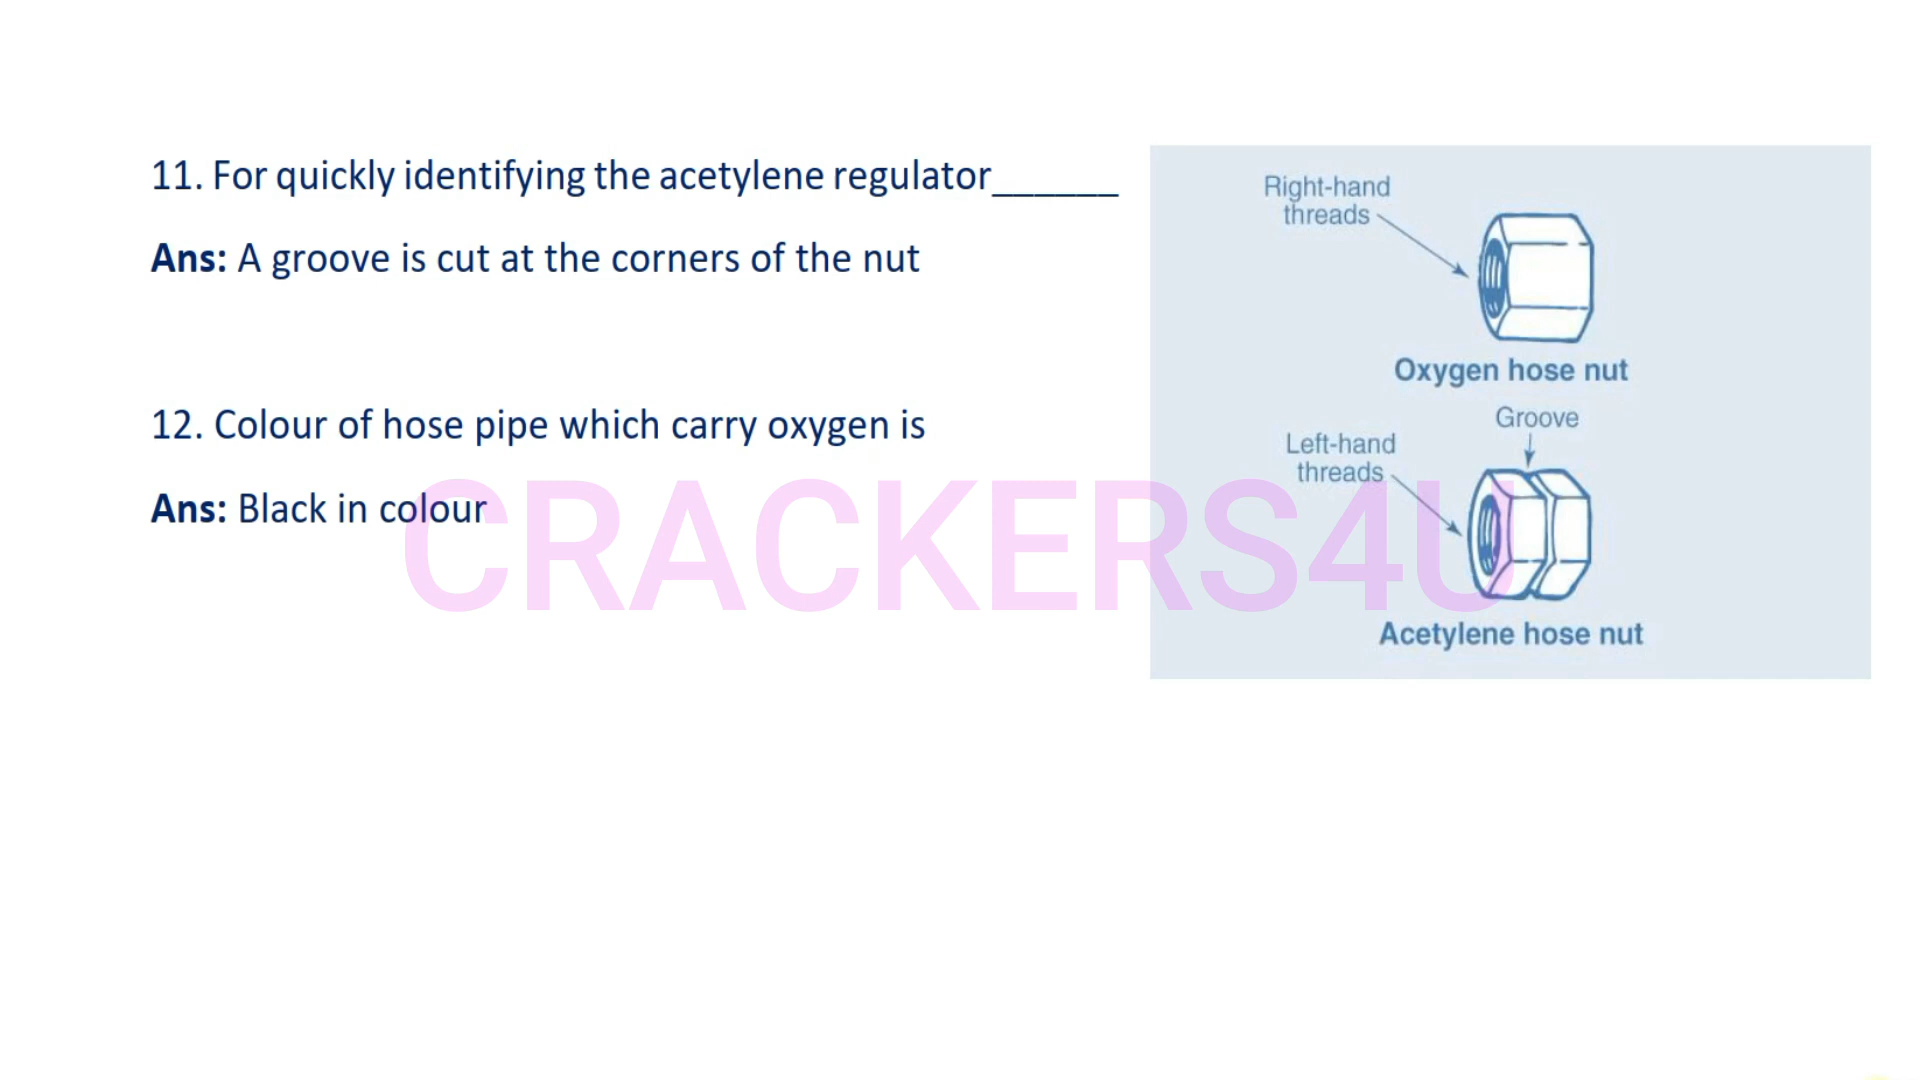 11. For quickly identifying the acetylene regulator______
Ans: A groove is cut at the corners of the nut
12. Colour of hose pipe which carry oxygen is
Ans: Black in colour
CRACKERS4U
Right-hand
threads
Oxygen hose nut
Groove
Left-hand
threads
Acetylene hose nut